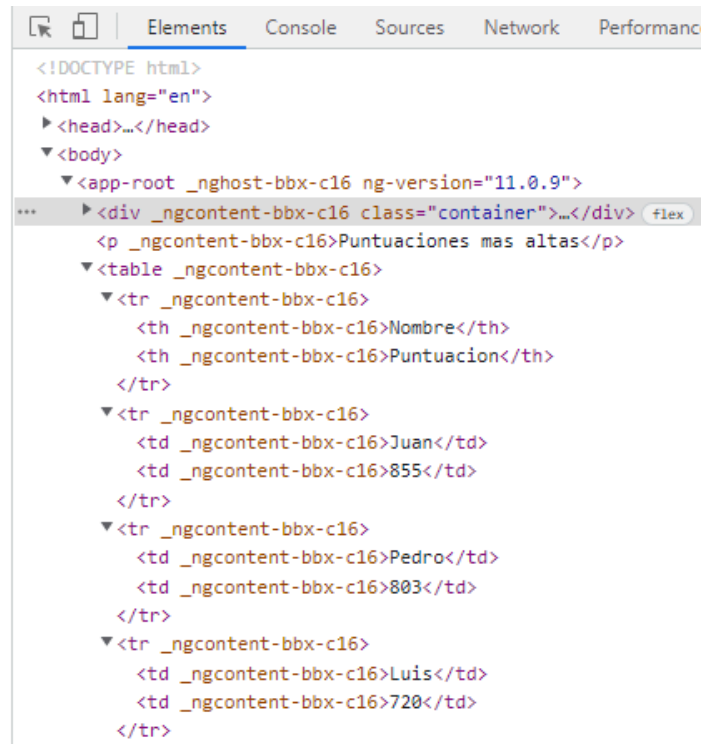 Elements Console Sources Network Performanc
<!DOCTYPE html>
<html lang="en">
<head>…</head>
<body>
<app-root _nghost-bbx-c16 ng-version="11.0.9">
<div _ngcontent-bbx-c16 class="container">…</div> flex
<p _ngcontent-bbx-c16>Puntuaciones mas altas</p>
<table _ngcontent-bbx-c16>
<tr _ngcontent-bbx-c16>
<th _ngcontent-bbx-c16>Nombre</th>
<th _ngcontent-bbx-c16>Puntuacion</th>
</tr>
<tr _ngcontent-bbx-c16>
<td _ngcontent-bbx-c16>Juan</td>
<td _ngcontent-bbx-c16>855</td>
</tr>
<tr _ngcontent-bbx-c16>
<td _ngcontent-bbx-c16>Pedro</td>
<td _ngcontent-bbx-c16>803</td>
</tr>
<tr _ngcontent-bbx-c16>
<td _ngcontent-bbx-c16>Luis</td>
<td _ngcontent-bbx-c16>720</td>
</tr>